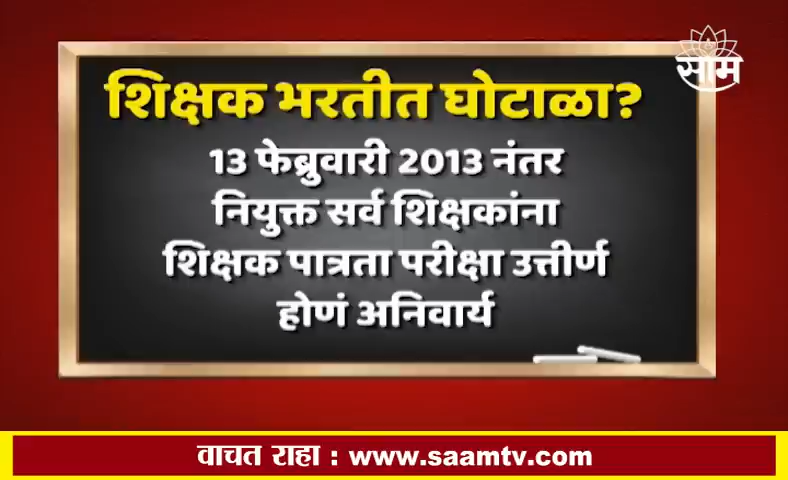 साम
शिक्षक भरतीत घोटाळा?
13 फेब्रुवारी 2013 नंतर
नियुक्त सर्व शिक्षकांना
शिक्षक पात्रता परीक्षा उत्तीर्ण
होणं अनिवार्य
वाचत राहा : www.saamtv.com